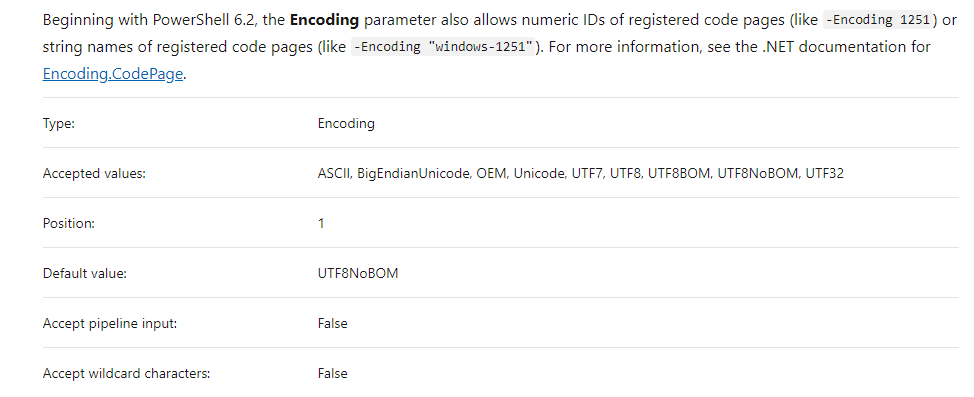 Beginning with PowerShell 6.2, the Encoding parameter also allows numeric IDs of registered code pages (like -Encoding 1251) or
string names of registered code pages (like -Encoding "windows-1251"). For more information, see the .NET documentation for
Encoding.CodePage.
Type: Encoding
Accepted values: ASCII, BigEndianUnicode, OEM, Unicode, UTF7, UTF8, UTF8BOM, UTF8NoBOM, UTF32
Position: 1
Default value: UTF8NoBOM
Accept pipeline input: False
Accept wildcard characters: False